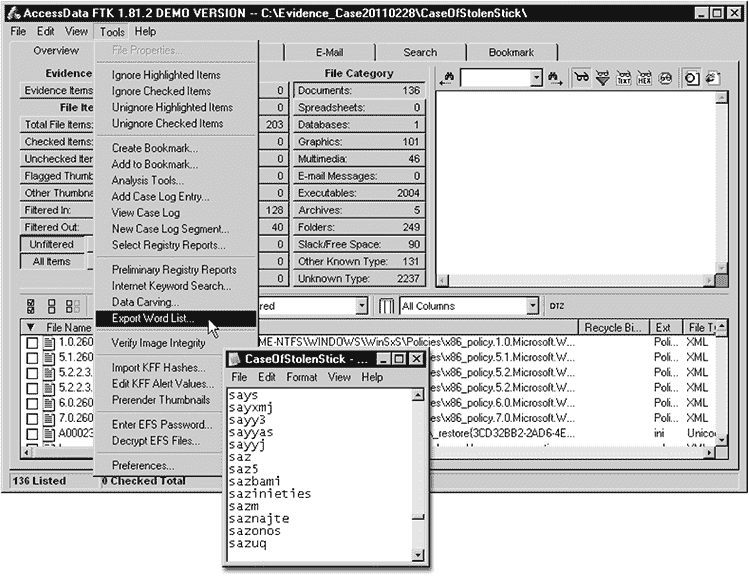 AccessData FTK 1.81.2 DEMO VERSION -- C:\Evidence_Case20110228\CaseOfStolenStick\
File Edit View Tools Help
Overview E-Mail Search Bookmark
File Properties...
Ignore Highlighted Items
Ignore Checked Items
Unignore Highlighted Items
Unignore Checked Items
Create Bookmark...
Add to Bookmark...
Analysis Tools...
Add Case Log Entry...
View Case Log
New Case Log Segment...
Select Registry Reports...
Preliminary Registry Reports
Internet Keyword Search...
Data Carving...
Export Word List...
Verify Image Integrity
Import KFF Hashes...
Edit KFF Alert Values...
Prerender Thumbnails
Enter EFS Password...
Decrypt EFS Files...
Preferences...
Evidence
Evidence Items:
File Ite
Total File Items:
Checked Items:
Unchecked Iter
Flagged Thumb
Other Thumbna
Filtered In:
Filtered Out:
Unfiltered
All Items
0
0
203
0
0
0
0
128
40
0
0
File Category
Documents: 136
Spreadsheets: 0
Databases: 1
Graphics: 101
Multimedia: 46
E-mail Messages: 0
Executables: 2004
Archives: 5
Folders: 249
Slack/Free Space: 90
Other Known Type: 131
Unknown Type: 2237
TEXT HEX
red All Columns DTZ
File Name Recycle Bi... Ext File Ty
1.0.260 ME-NTFS\WINDOWS\WinSxS\Policies\x86_policy.1.0.Microsoft.W... Poli... XML
5.1.260 cies\x86_policy.5.1.Microsoft.W... Poli... XML
5.2.2.3. cies\x86_policy.5.2.Microsoft.W... Poli... XML
5.2.2.3. cies\x86_policy.5.2.Microsoft.W... Poli... XML
6.0.260 cies\x86_policy.6.0.Microsoft.W... Poli... XML
7.0.260 cies\x86_policy.7.0.Microsoft.W... Poli... XML
A00023 \_restore{3CD32BB2-2AD6-4E... ini Unico
136 Listed 0 Checked Total
CaseOfStolenStick - ...
File Edit Format View Help
says
sayxmj
sayy3
sayyas
sayyj
saz
saz5
sazbami
sazinieties
sazm
saznajte
sazonos
sazuq